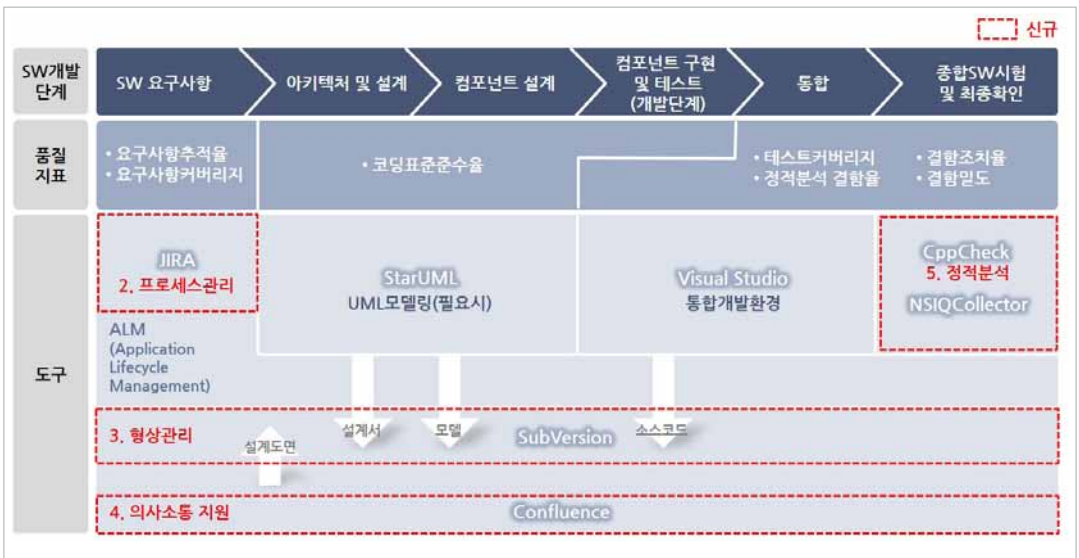 신규
SW개발
단계
SW 요구사항
아키텍처 및 설계
컴포넌트 설계
컴포넌트 구현
및 테스트
(개발단계)
통합
종합SW시험
및 최종확인
품질
지표
• 요구사항추적율
• 요구사항커버리지
• 코딩표준준수율
• 테스트커버리지
• 정적분석 결함율
• 결함조치율
• 결함밀도
도구
JIRA
2. 프로세스관리
ALM
(Application
Lifecycle
Management)
StarUML
UML모델링(필요시)
Visual Studio
통합개발환경
CppCheck
5. 정적분석
NSIQCollector
3. 형상관리
설계도면
설계서
모델
SubVersion
소스코드
4. 의사소통 지원
Confluence